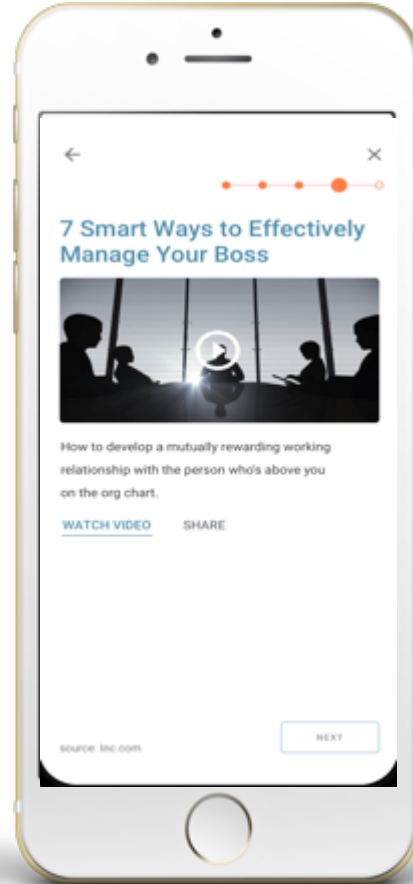 7 Smart Ways to Effectively
Manage Your Boss
How to develop a mutually rewarding working
relationship with the person who's above you
on the org chart.
WATCH VIDEO SHARE
NEXT
source: Inc.com